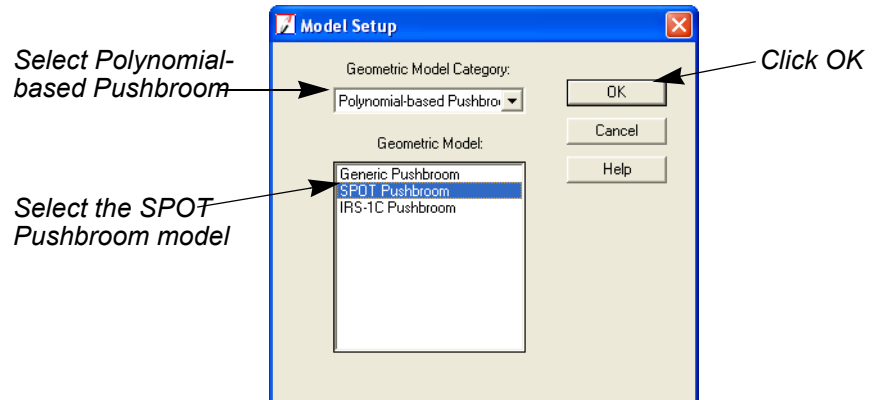 Model Setup
Select Polynomial-
based Pushbroom
Geometric Model Category:
Polynomial-based Pushbroo
OK
Click OK
Cancel
Geometric Model:
Help
Generic Pushbroom
SPOT Pushbroom
IRS-1C Pushbroom
Select the SPOT
Pushbroom model